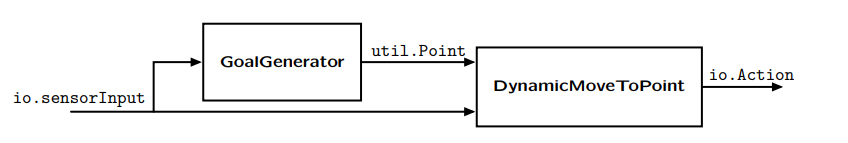 util.Point
GoalGenerator
io.Action
DynamicMoveToPoint
io.sensorInput